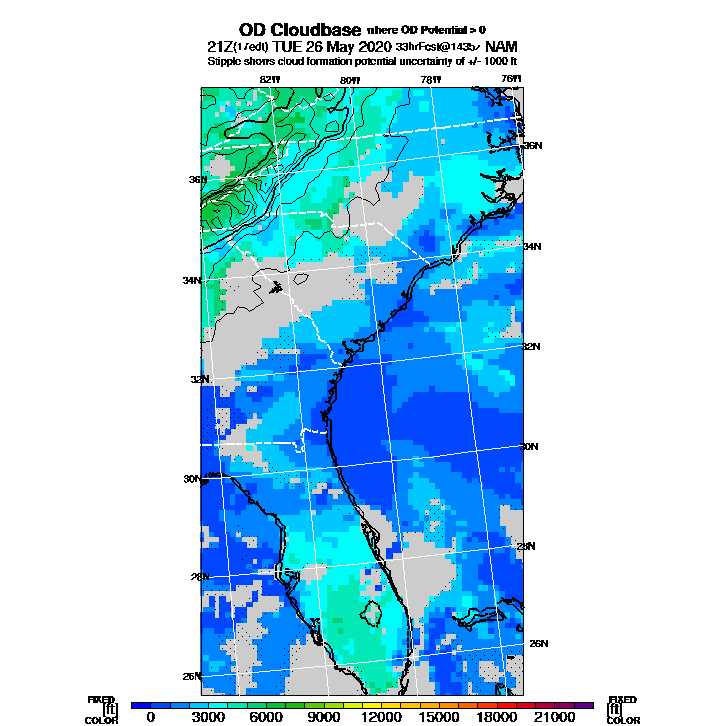 OD Cloudbase where OD Potential > 0
21Z(17edt) TUE 26 May 2020 33hrFcst@1435z NAM
Stipple shows cloud formation potential uncertainty of +/- 1000 ft
82W 80W 78W 76W
36N
36N
34N
34N
32N
32N
30N
30N
28N
28N
26N
26N
FIXED FIXED
[ft] 0 3000 6000 9000 12000 15000 18000 21000 [ft]
COLOR COLOR